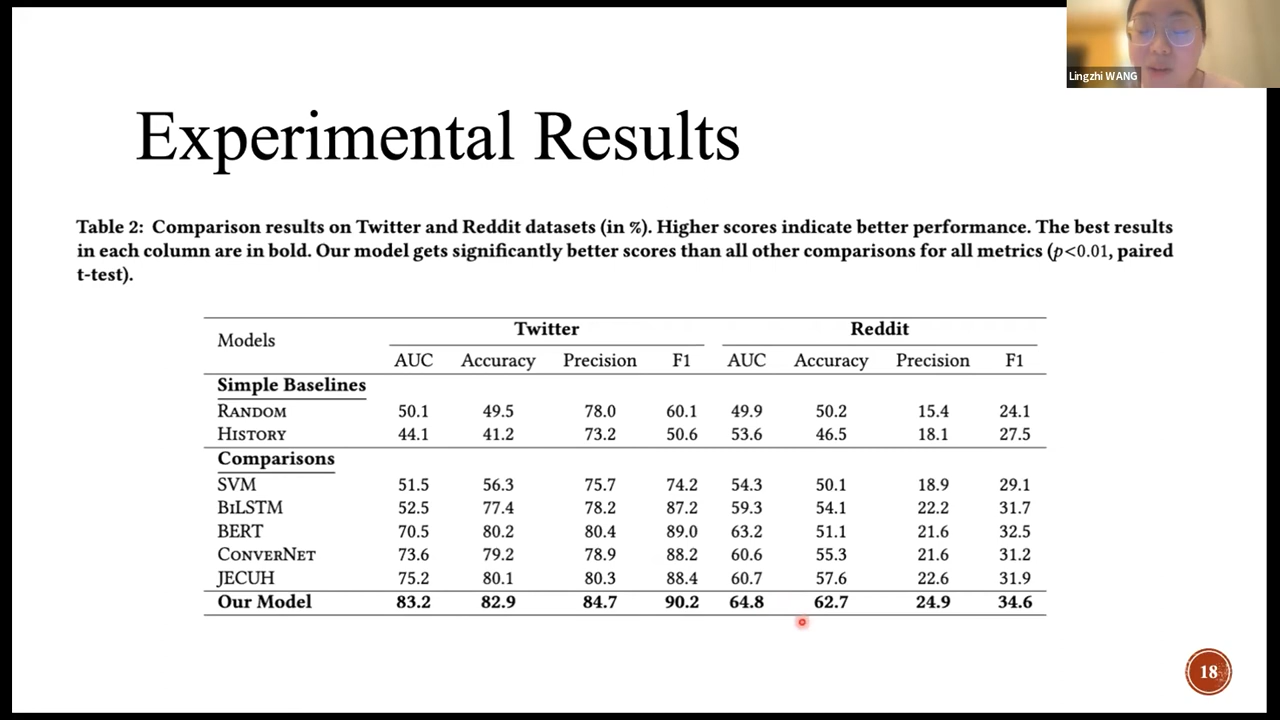 Lingzhi WANG
Experimental Results
Table 2: Comparison results on Twitter and Reddit datasets (in %). Higher scores indicate better performance. The best results
in each column are in bold. Our model gets significantly better scores than all other comparisons for all metrics (p<0.01, paired
t-test).
Models Twitter Reddit
AUC Accuracy Precision F1 AUC Accuracy Precision F1
Simple Baselines
RANDOM 50.1 49.5 78.0 60.1 49.9 50.2 15.4 24.1
HISTORY 44.1 41.2 73.2 50.6 53.6 46.5 18.1 27.5
Comparisons
SVM 51.5 56.3 75.7 74.2 54.3 50.1 18.9 29.1
BILSTM 52.5 77.4 78.2 87.2 59.3 54.1 22.2 31.7
BERT 70.5 80.2 80.4 89.0 63.2 51.1 21.6 32.5
CONVERNET 73.6 79.2 78.9 88.2 60.6 55.3 21.6 31.2
JECUH 75.2 80.1 80.3 88.4 60.7 57.6 22.6 31.9
Our Model 83.2 82.9 84.7 90.2 64.8 62.7 24.9 34.6
18